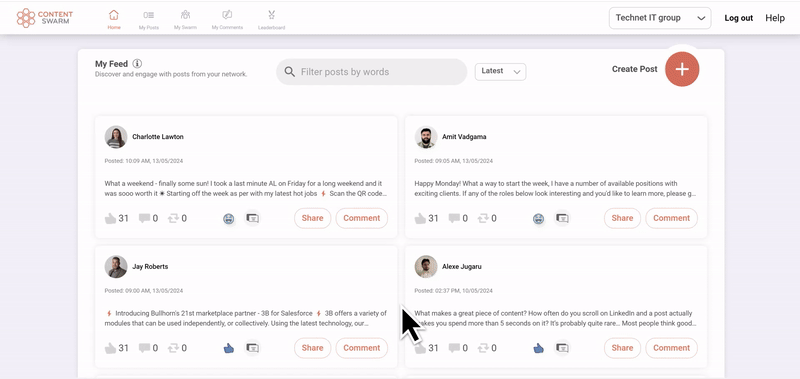 CONTENT
SWARM
Home
My Posts
My Swarm
My Comments
Leaderboard
Technet IT group
Log out
Help
My Feed
Discover and engage with posts from your network.
Filter posts by words
Latest
Create Post
Charlotte Lawton
Posted: 10:09 AM, 13/05/2024
What a weekend - finally some sun! I took a last minute AL on Friday for a long weekend and it
was sooo worth it ☀ Starting off the week as per with my latest hot jobs ⚡ Scan the QR code...
31 0 0
Share
Comment
Amit Vadgama
Posted: 09:05 AM, 13/05/2024
Happy Monday! What a way to start the week, I have a number of available positions with
exciting clients. If any of the roles below look interesting and you'd like to learn more, please g...
31 0 0
Share
Comment
Jay Roberts
Posted: 09:00 AM, 13/05/2024
⚡ Introducing Bullhorn's 21st marketplace partner - 3B for Salesforce ⚡ 3B offers a variety of
modules that can be used independently, or collectively. Using the latest technology, our...
31 0 0
Share
Comment
Alexe Jugaru
Posted: 02:37 PM, 10/05/2024
What makes a great piece of content? How often do you scroll on LinkedIn and a post actually
you spend more than 5 seconds on it? It's probably quite rare... Most people think good...
31 0 0
Share
Comment